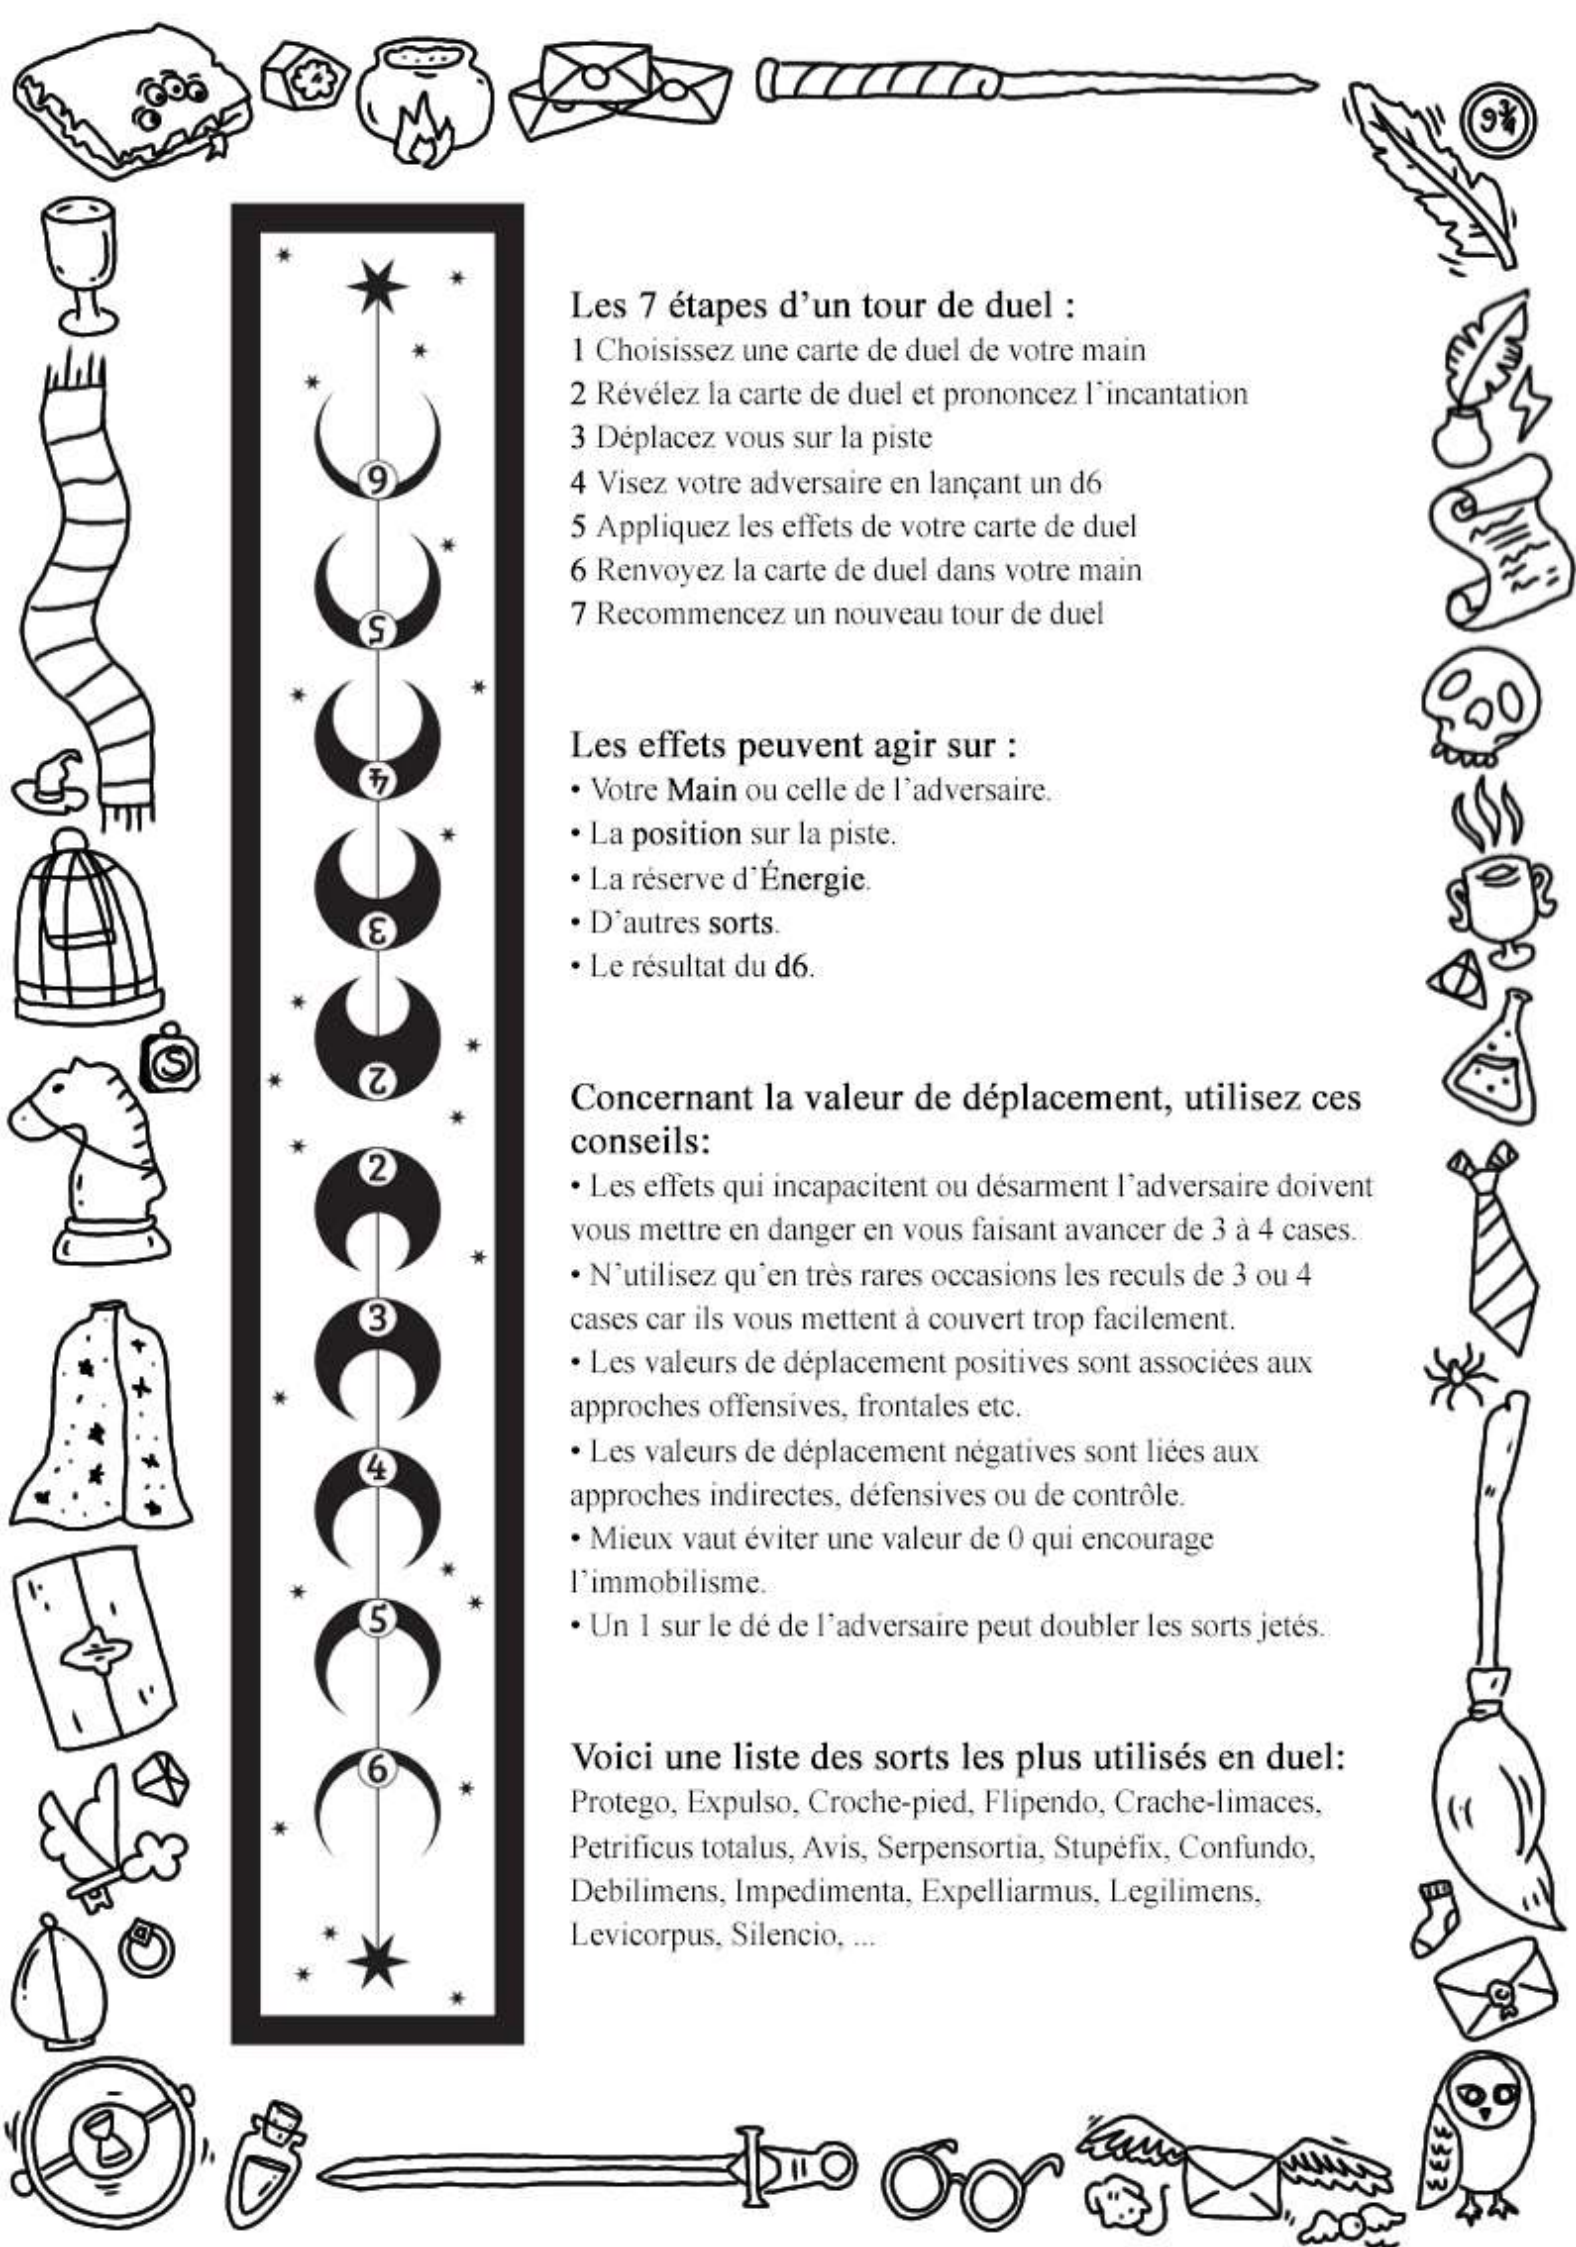 9¾
6
5
4
3
2
2
3
4
5
6
S
Les 7 étapes d’un tour de duel :
1 Choisissez une carte de duel de votre main
2 Révélez la carte de duel et prononcez l’incantation
3 Déplacez vous sur la piste
4 Visez votre adversaire en lançant un d6
5 Appliquez les effets de votre carte de duel
6 Renvoyez la carte de duel dans votre main
7 Recommencez un nouveau tour de duel
Les effets peuvent agir sur :
• Votre Main ou celle de l’adversaire.
• La position sur la piste.
• La réserve d’Énergie.
• D’autres sorts.
• Le résultat du d6.
Concernant la valeur de déplacement, utilisez ces
conseils:
• Les effets qui incapacitent ou désarment l’adversaire doivent
vous mettre en danger en vous faisant avancer de 3 à 4 cases.
• N’utilisez qu’en très rares occasions les reculs de 3 ou 4
cases car ils vous mettent à couvert trop facilement.
• Les valeurs de déplacement positives sont associées aux
approches offensives, frontales etc.
• Les valeurs de déplacement négatives sont liées aux
approches indirectes, défensives ou de contrôle.
• Mieux vaut éviter une valeur de 0 qui encourage
l’immobilisme.
• Un 1 sur le dé de l’adversaire peut doubler les sorts jetés.
Voici une liste des sorts les plus utilisés en duel:
Protego, Expulso, Croche-pied, Flipendo, Crache-limaces,
Petrificus totalus, Avis, Serpensortia, Stupéfix, Confundo,
Debilimens, Impedimenta, Expelliarmus, Legilimens,
Levicorpus, Silencio, ...